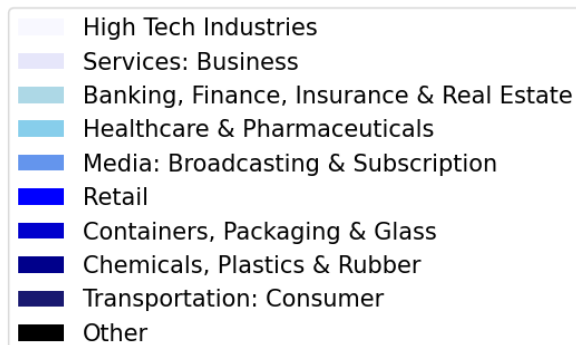 High Tech Industries
Services: Business
Banking, Finance, Insurance & Real Estate
Healthcare & Pharmaceuticals
Media: Broadcasting & Subscription
Retail
Containers, Packaging & Glass
Chemicals, Plastics & Rubber
Transportation: Consumer
Other